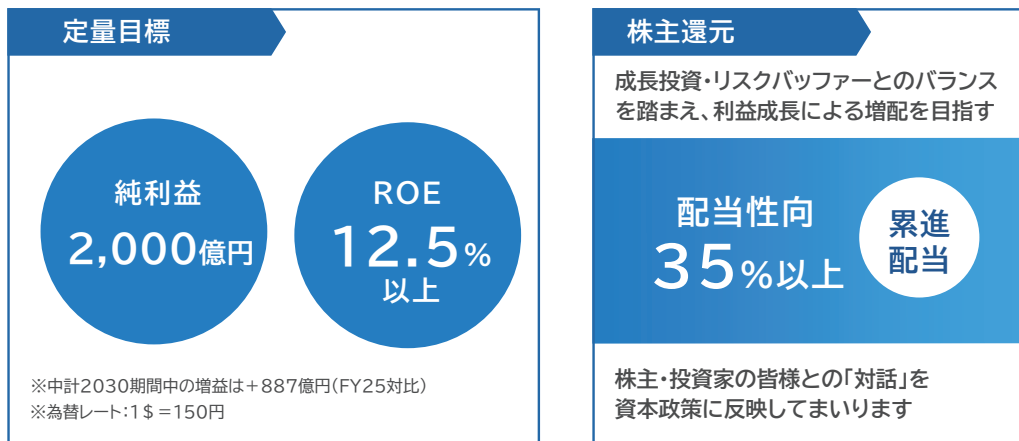 定量目標
純利益
2,000億円
ROE
12.5%
以上
※中計2030期間中の増益は+887億円(FY25対比)
※為替レート:1$=150円
株主還元
成長投資・リスクバッファーとのバランス
を踏まえ、利益成長による増配を目指す
配当性向
35%以上
累進
配当
株主・投資家の皆様との「対話」を
資本政策に反映してまいります